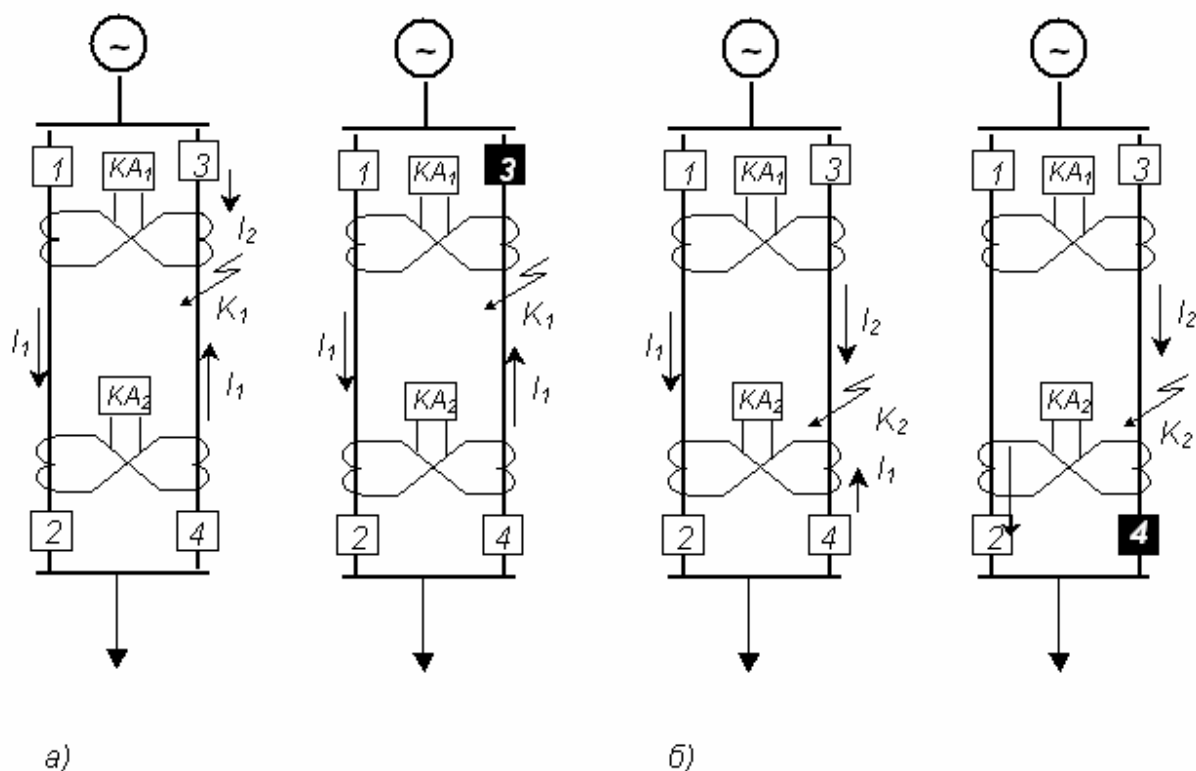 ~ ~ ~ ~
1 KA₁ 3 1 KA₁ 3 1 KA₁ 3 1 KA₁ 3
I₂
K₁ K₁ I₂ I₂
I₁ I₁ I₁
I₁ I₁
KA₂ KA₂ KA₂ KA₂
K₂ K₂
I₁
2 4 2 4 2 4 2 4
а) б)